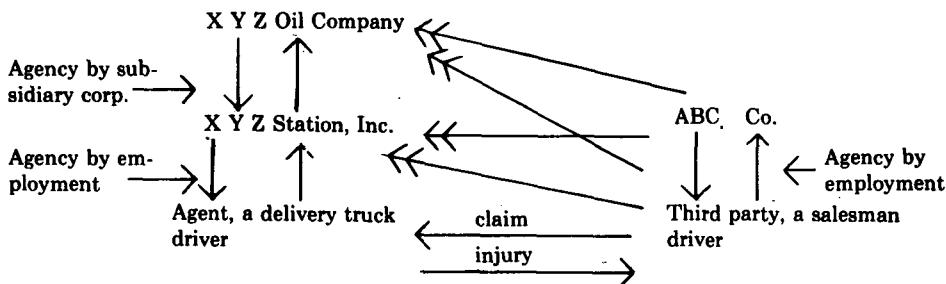 X Y Z Oil Company
Agency by sub-
sidiary corp.
X Y Z Station, Inc.
ABC Co.
Agency by em-
ployment
Agency by
employment
Agent, a delivery truck
driver
claim
injury
Third party, a salesman
driver